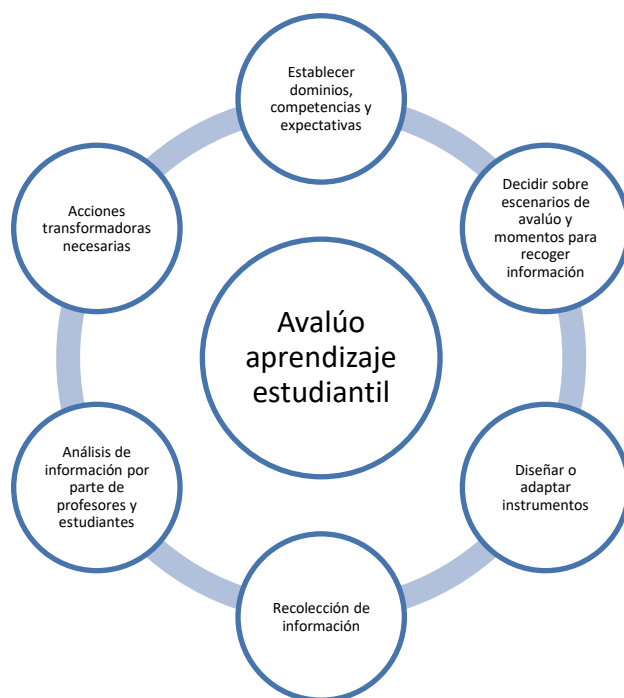 Establecer
dominios,
competencias y
expectativas
Decidir sobre
escenarios de
avalúo y
momentos para
recoger
información
Diseñar o
adaptar
instrumentos
Recolección de
información
Análisis de
información por
parte de
profesores y
estudiantes
Acciones
transformadoras
necesarias
Avalúo
aprendizaje
estudiantil